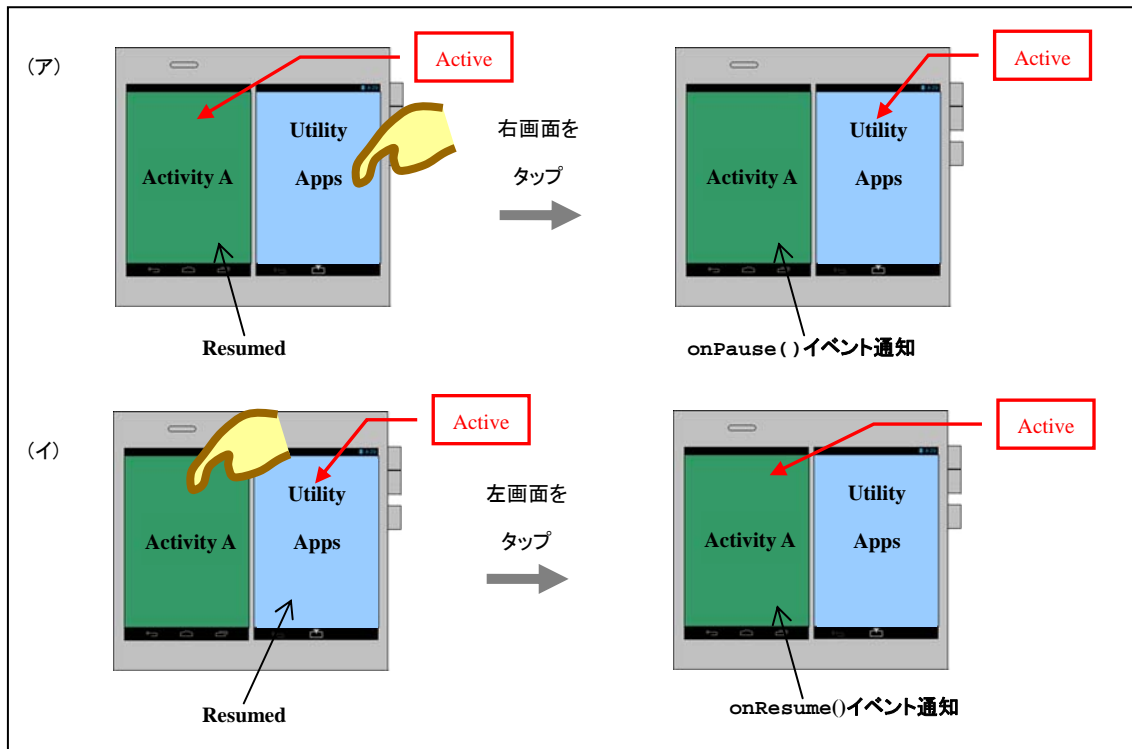 (ア)
Active
Utility
Apps
Activity A
Resumed
右画面を
タップ
Active
Utility
Apps
Activity A
onPause()イベント通知
(イ)
Active
Utility
Apps
Activity A
Resumed
左画面を
タップ
Active
Utility
Apps
Activity A
onResume()イベント通知